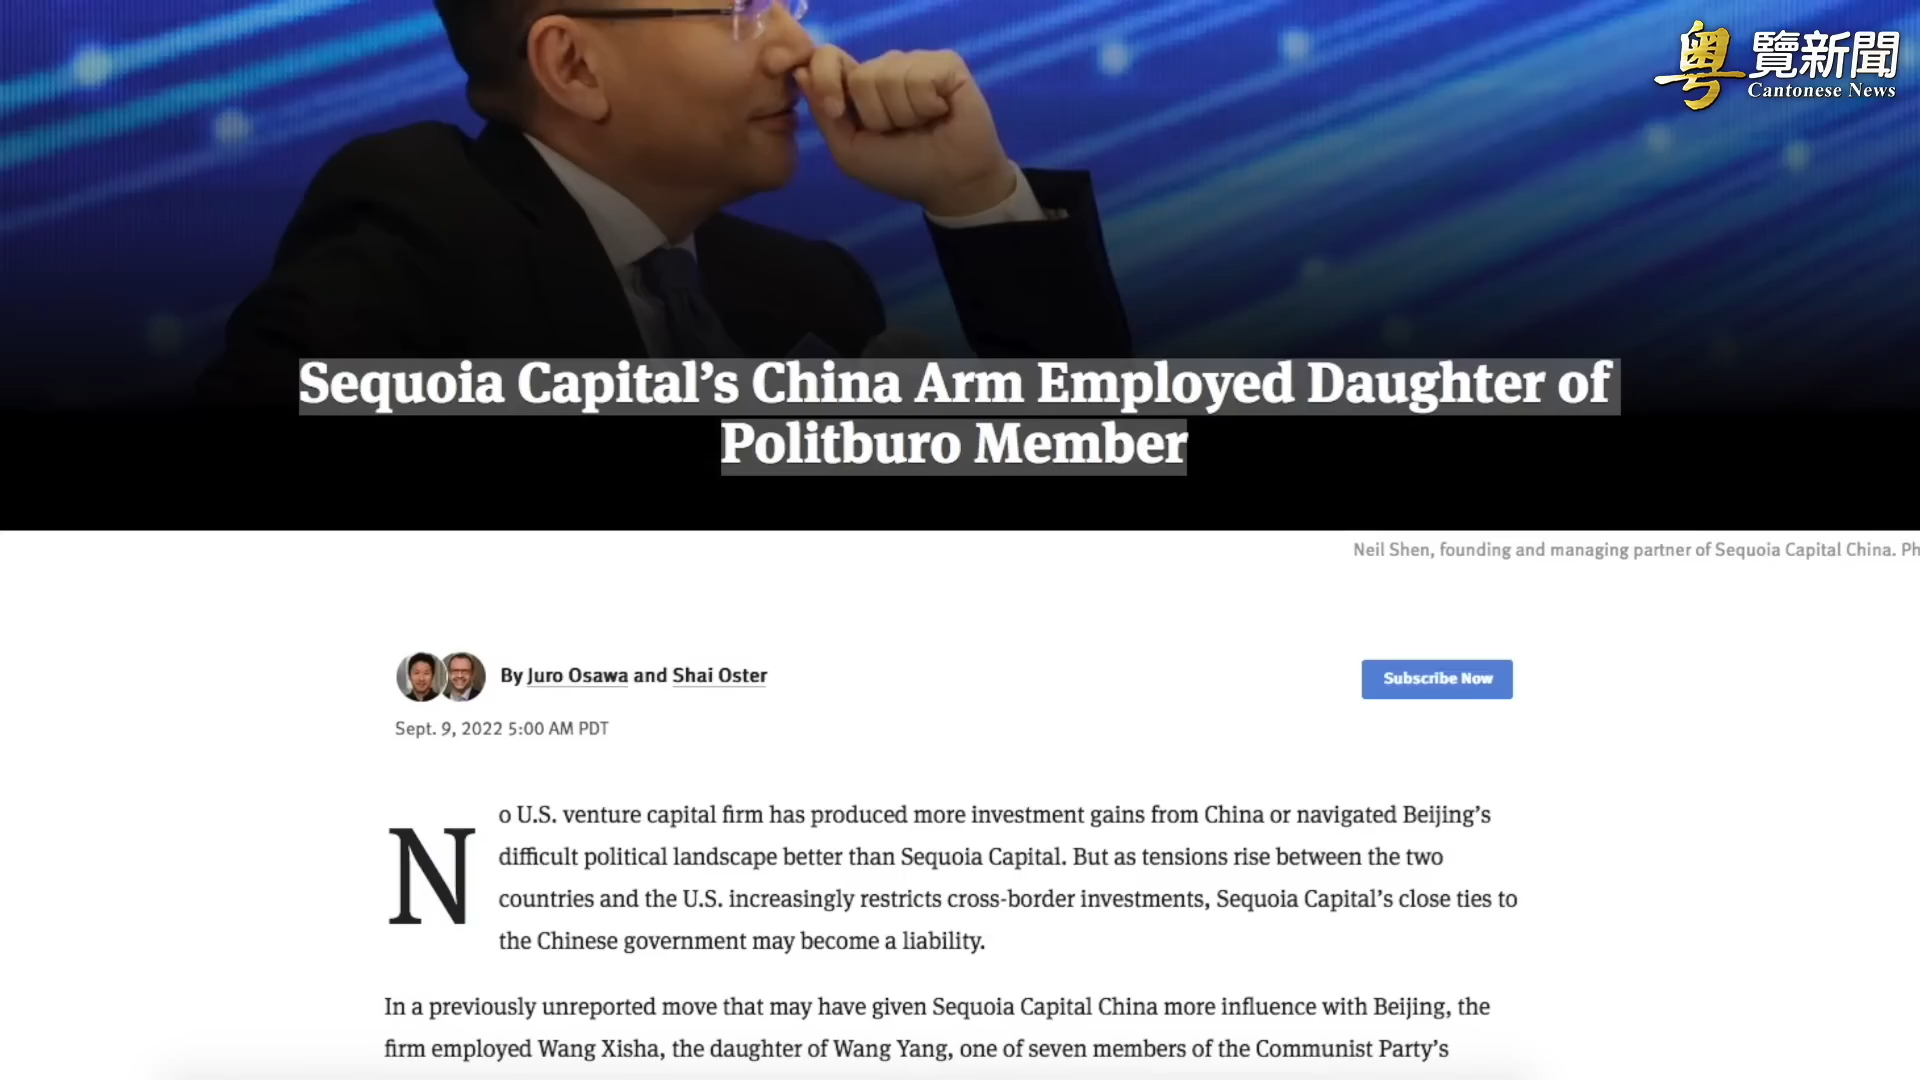 粤覽新聞
Cantonese News
Sequoia Capital’s China Arm Employed Daughter of
Politburo Member
Neil Shen, founding and managing partner of Sequoia Capital China. Ph
By Juro Osawa and Shai Oster
Subscribe Now
Sept. 9, 2022 5:00 AM PDT
No U.S. venture capital firm has produced more investment gains from China or navigated Beijing’s
difficult political landscape better than Sequoia Capital. But as tensions rise between the two
countries and the U.S. increasingly restricts cross-border investments, Sequoia Capital’s close ties to
the Chinese government may become a liability.
In a previously unreported move that may have given Sequoia Capital China more influence with Beijing, the
firm employed Wang Xisha, the daughter of Wang Yang, one of seven members of the Communist Party’s